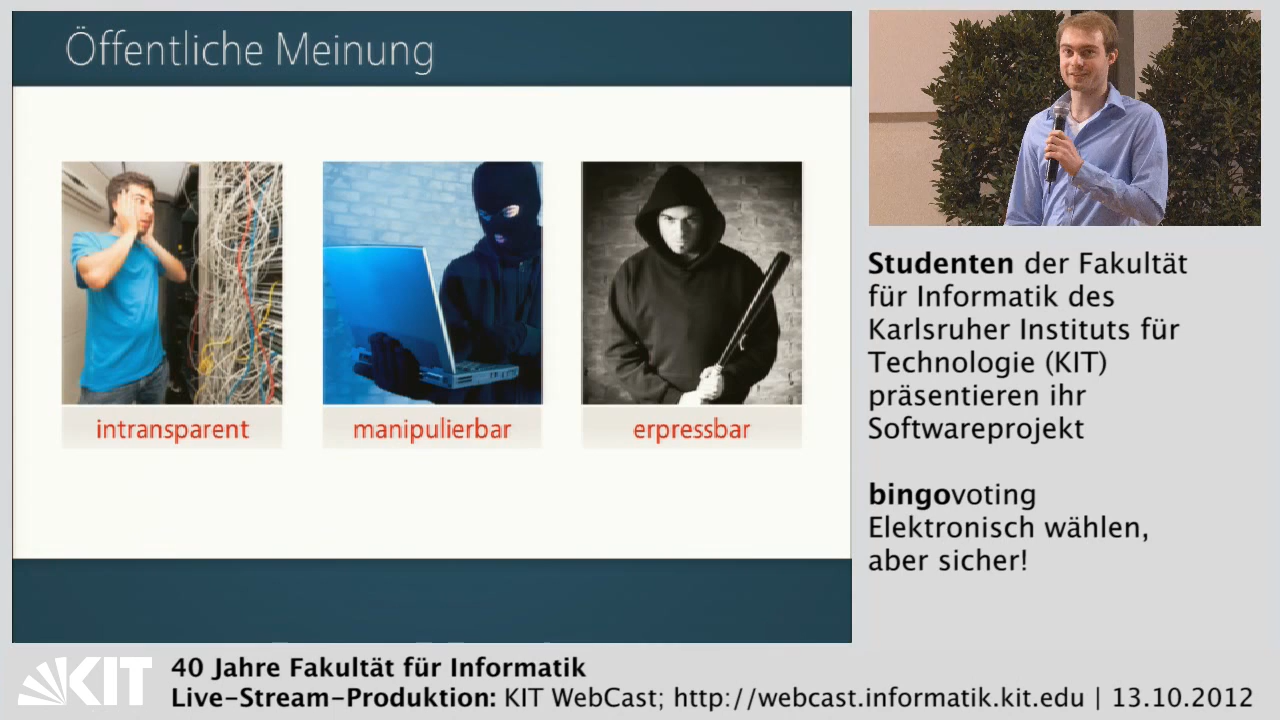 Öffentliche Meinung
intransparent
manipulierbar
erpressbar
Studenten der Fakultät
für Informatik des
Karlsruher Instituts für
Technologie (KIT)
präsentieren ihr
Softwareprojekt
bingovoting
Elektronisch wählen,
aber sicher!
KIT
40 Jahre Fakultät für Informatik
Live-Stream-Produktion: KIT WebCast; http://webcast.informatik.kit.edu | 13.10.2012